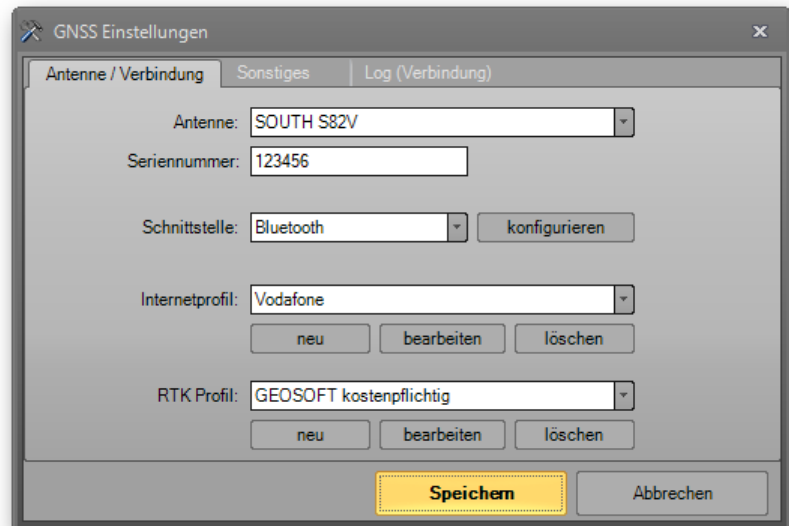 GNSS Einstellungen
Antenne / Verbindung Sonstiges Log (Verbindung)
Antenne: SOUTH S82V
Seriennummer: 123456
Schnittstelle: Bluetooth konfigurieren
Internetprofil: Vodafone
neu bearbeiten löschen
RTK Profil: GEOSOFT kostenpflichtig
neu bearbeiten löschen
Speichern Abbrechen